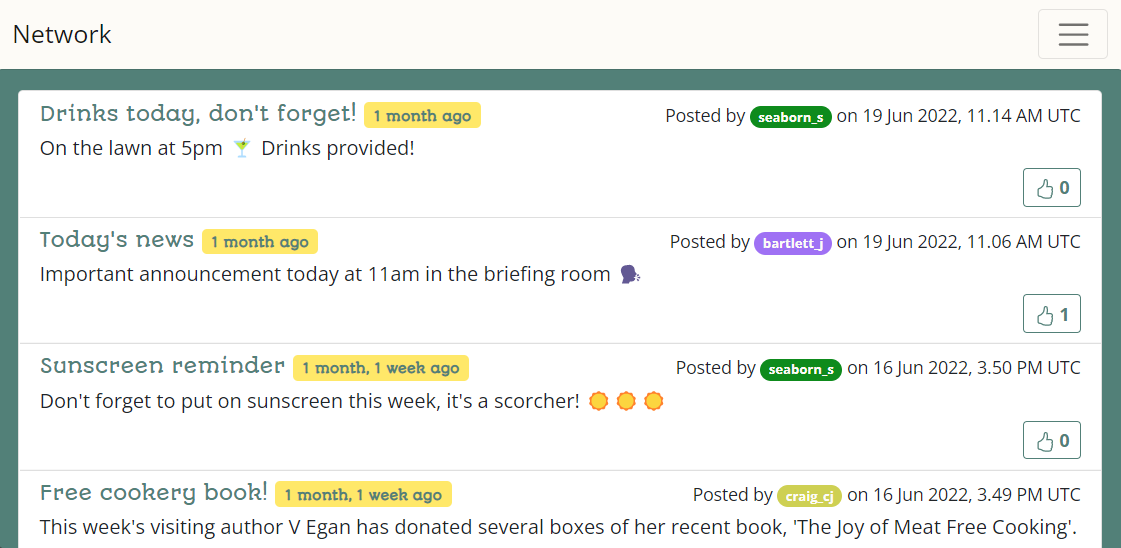 Network
Drinks today, don't forget! 1 month ago Posted by seaborn_s on 19 Jun 2022, 11.14 AM UTC
On the lawn at 5pm 🍸 Drinks provided!
0
Today's news 1 month ago Posted by bartlett_j on 19 Jun 2022, 11.06 AM UTC
Important announcement today at 11am in the briefing room 🗣
1
Sunscreen reminder 1 month, 1 week ago Posted by seaborn_s on 16 Jun 2022, 3.50 PM UTC
Don't forget to put on sunscreen this week, it's a scorcher! ☀️ ☀️ ☀️
0
Free cookery book! 1 month, 1 week ago Posted by craig_cj on 16 Jun 2022, 3.49 PM UTC
This week's visiting author V Egan has donated several boxes of her recent book, 'The Joy of Meat Free Cooking'.